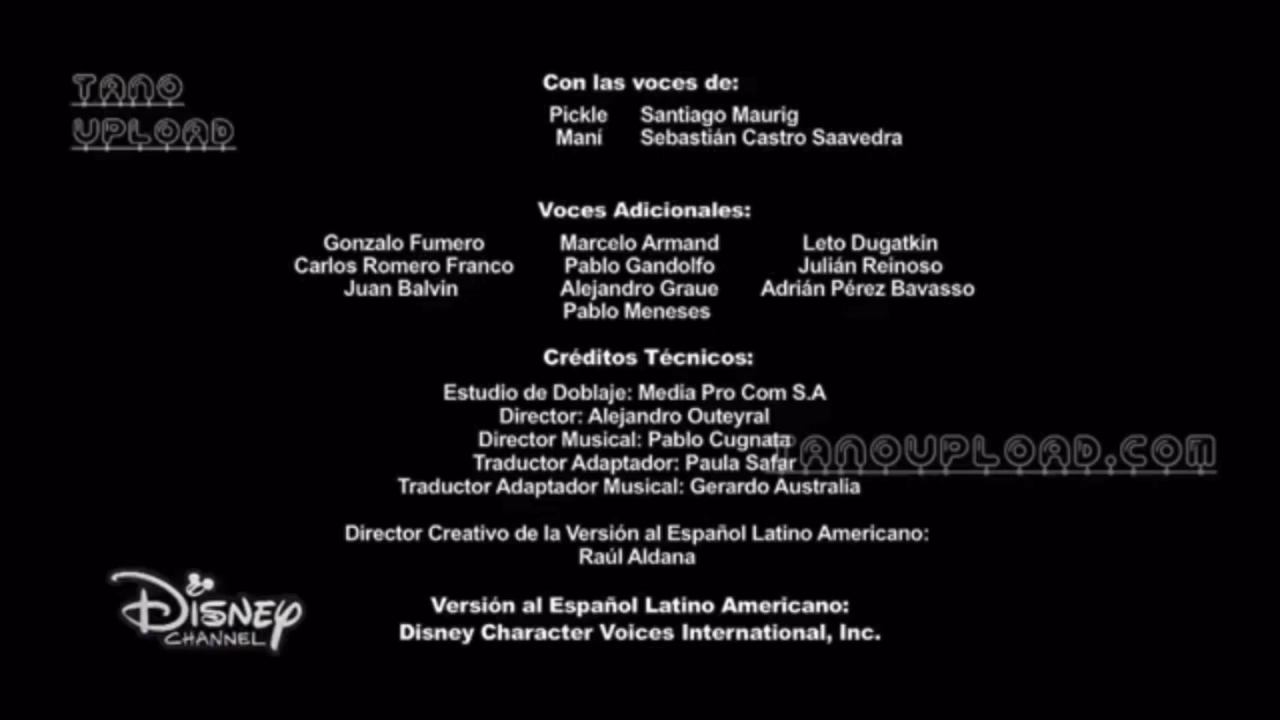 TANO
UPLOAD
Con las voces de:
Pickle Santiago Maurig
Maní Sebastián Castro Saavedra
Voces Adicionales:
Gonzalo Fumero Marcelo Armand Leto Dugatkin
Carlos Romero Franco Pablo Gandolfo Julián Reinoso
Juan Balvin Alejandro Graue Adrián Pérez Bavasso
Pablo Meneses
Créditos Técnicos:
Estudio de Doblaje: Media Pro Com S.A
Director: Alejandro Outeyral
Director Musical: Pablo Cugnata
TANOUPLOAD.COM
Traductor Adaptador: Paula Safar
Traductor Adaptador Musical: Gerardo Australia
Director Creativo de la Versión al Español Latino Americano:
Raúl Aldana
Versión al Español Latino Americano:
Disney Character Voices International, Inc.
Disney
CHANNEL